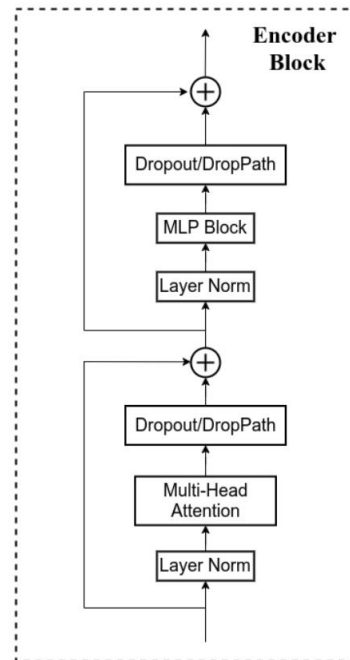 Encoder
Block
Dropout/DropPath
MLP Block
Layer Norm
Dropout/DropPath
Multi-Head
Attention
Layer Norm